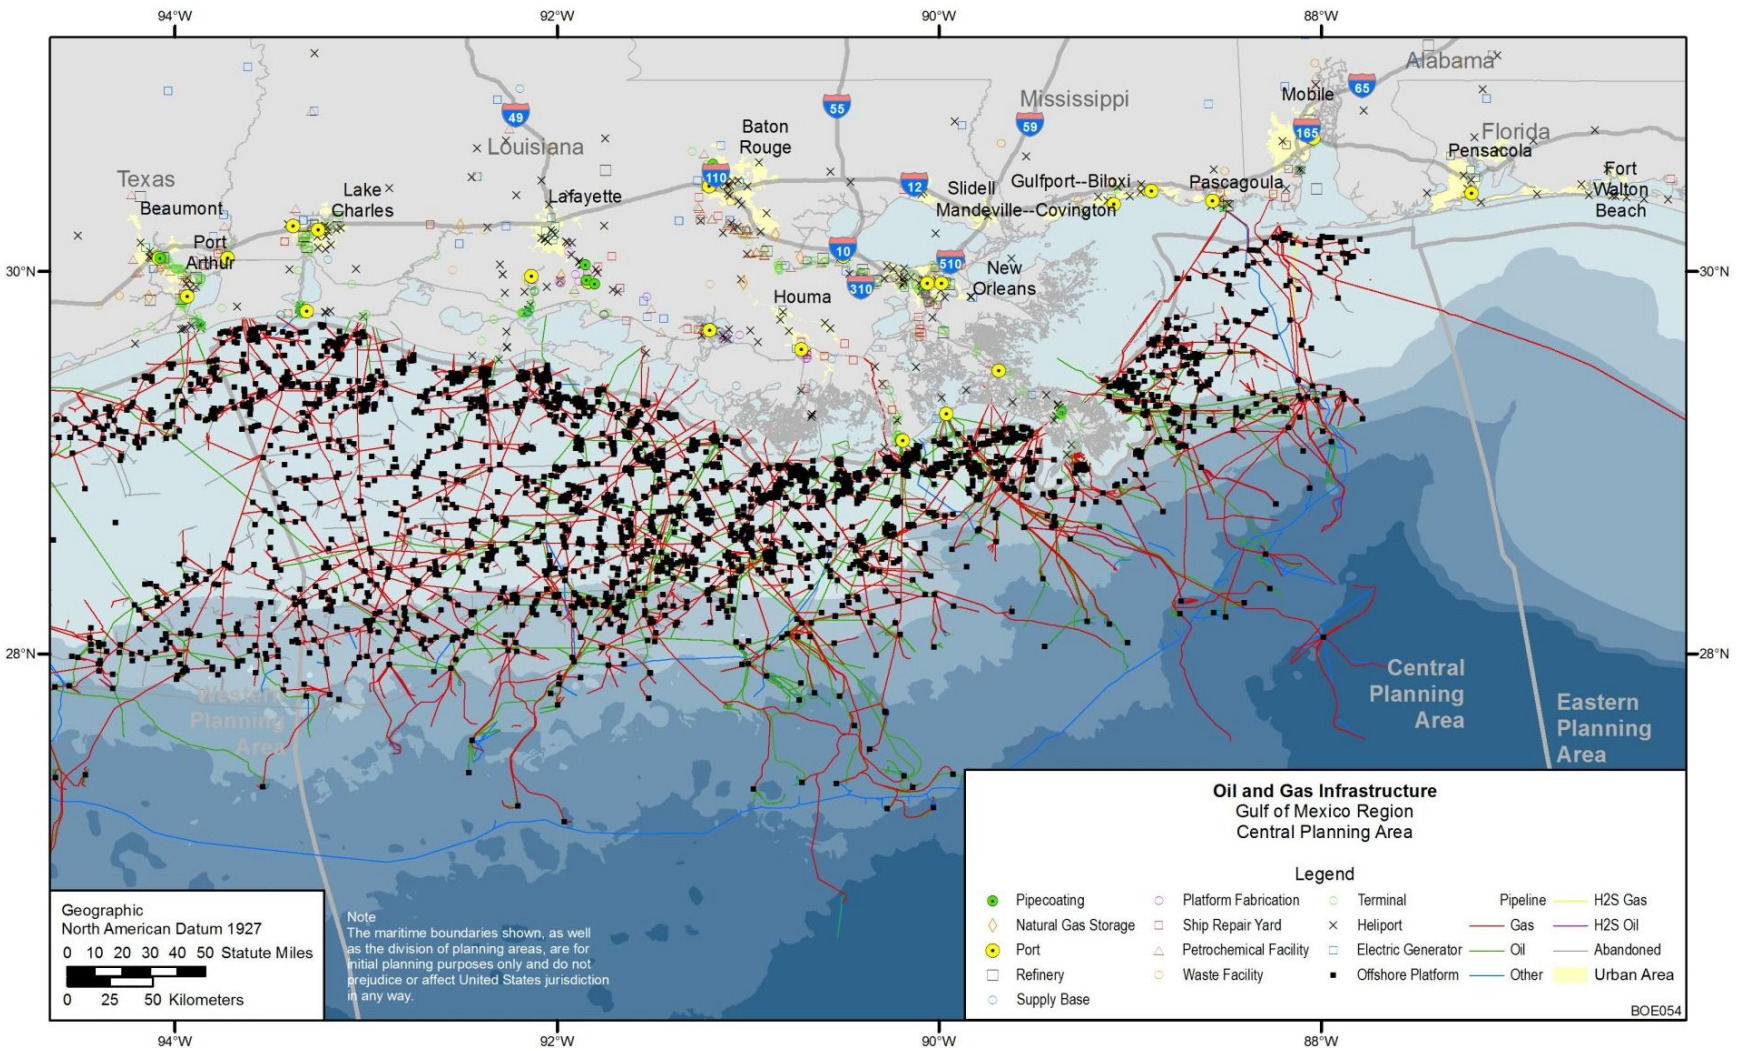 94°W
92°W
90°W
88°W
Alabama
65
Mobile
49
55
Mississippi
59
165
Baton
Rouge
Florida
Louisiana
Pensacola
Texas
110
12
Slidell
Gulfport--Biloxi
Pascagoula
Fort
Walton
Beach
Lake
Charles
Lafayette
Beaumont
Mandeville--Covington
Port
Arthur
10
510
New
Orleans
30°N
30°N
310
Houma
28°N
28°N
Western
Planning
Area
Central
Planning
Area
Eastern
Planning
Area
Oil and Gas Infrastructure
Gulf of Mexico Region
Central Planning Area
Legend
Pipecoating
Natural Gas Storage
Port
Refinery
Supply Base
Platform Fabrication
Ship Repair Yard
Petrochemical Facility
Waste Facility
Terminal
Heliport
Electric Generator
Offshore Platform
Pipeline
Gas
Oil
Other
H2S Gas
H2S Oil
Abandoned
Urban Area
BOE054
Geographic
North American Datum 1927
0 10 20 30 40 50 Statute Miles
0 25 50 Kilometers
Note
The maritime boundaries shown, as well
as the division of planning areas, are for
initial planning purposes only and do not
prejudice or affect United States jurisdiction
in any way.
94°W
92°W
90°W
88°W